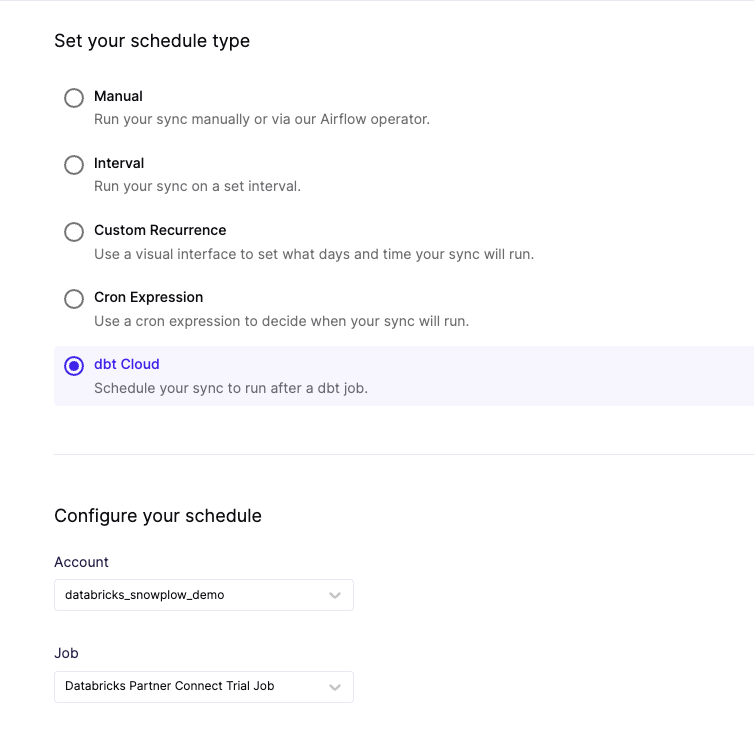 Set your schedule type
Manual
Run your sync manually or via our Airflow operator.
Interval
Run your sync on a set interval.
Custom Recurrence
Use a visual interface to set what days and time your sync will run.
Cron Expression
Use a cron expression to decide when your sync will run.
dbt Cloud
Schedule your sync to run after a dbt job.
Configure your schedule
Account
databricks_snowplow_demo
Job
Databricks Partner Connect Trial Job